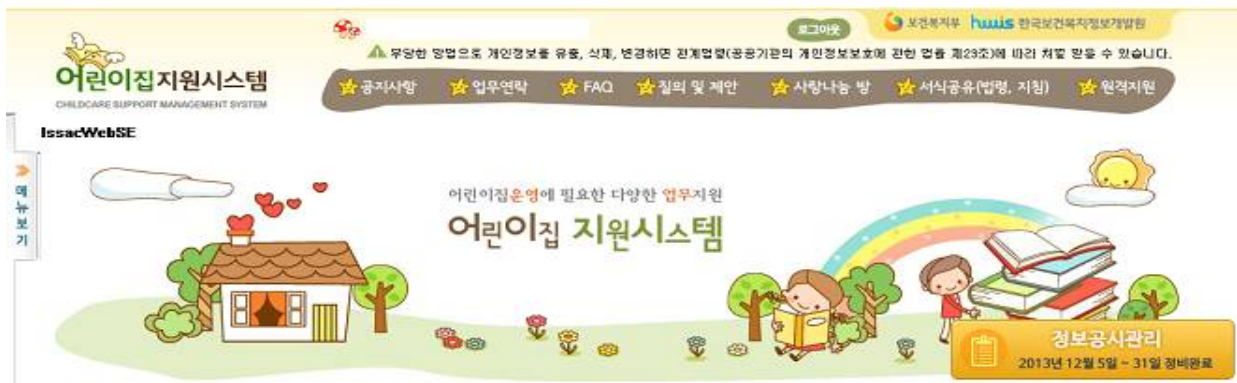 로그아웃
보건복지부 hwis 한국보건복지정보개발원
부당한 방법으로 개인정보를 유출, 삭제, 변경하면 관계법령(공공기관의 개인정보보호에 관한 법률 제23조)에 따라 처벌 받을 수 있습니다.
어린이집지원시스템
CHILDCARE SUPPORT MANAGEMENT SYSTEM
공지사항 업무연락 FAQ 질의 및 제안 사랑나눔 방 서식공유(법령, 지침) 원격지원
IssacWebSE
메뉴보기
어린이집운영에 필요한 다양한 업무지원
어린이집 지원시스템
정보공시관리
2013년 12월 5일 ~ 31일 정비완료